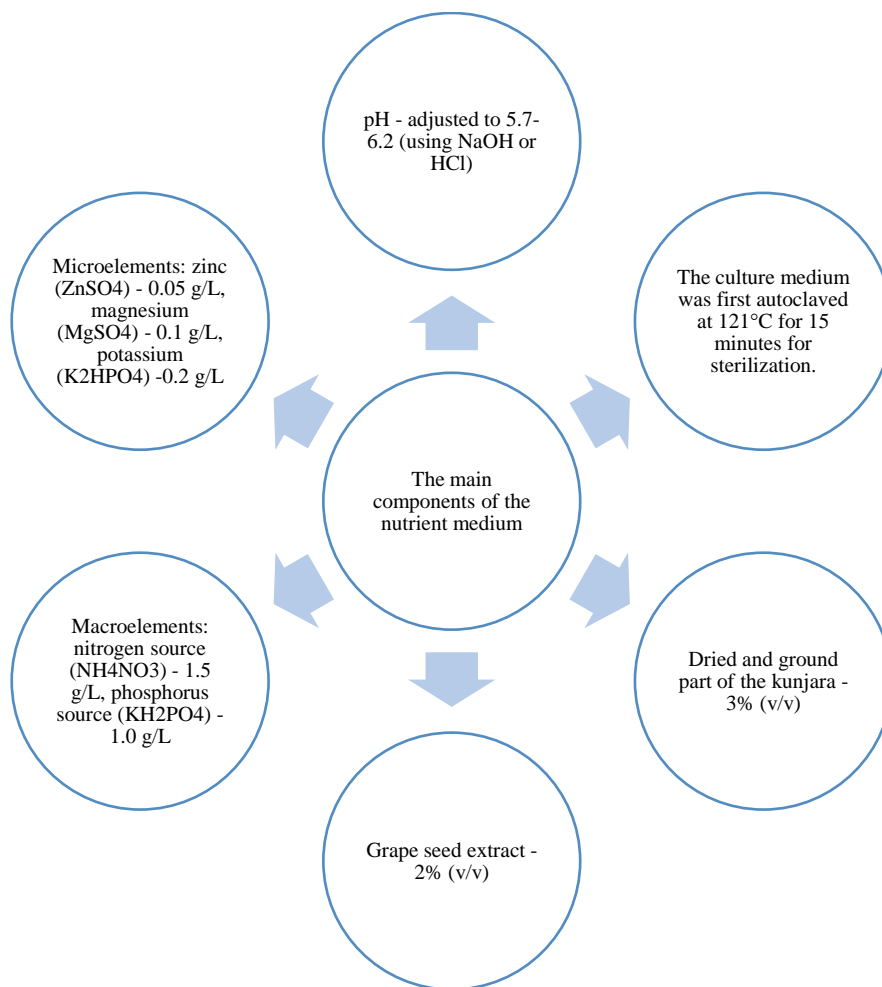 pH - adjusted to 5.7-
6.2 (using NaOH or
HCl)
The culture medium
was first autoclaved
at 121°C for 15
minutes for
sterilization.
Dried and ground
part of the kunjara -
3% (v/v)
Grape seed extract -
2% (v/v)
Macroelements:
nitrogen source
(NH4NO3) - 1.5
g/L, phosphorus
source (KH2PO4) -
1.0 g/L
Microelements: zinc
(ZnSO4) - 0.05 g/L,
magnesium
(MgSO4) - 0.1 g/L,
potassium
(K2HPO4) -0.2 g/L
The main
components of the
nutrient medium